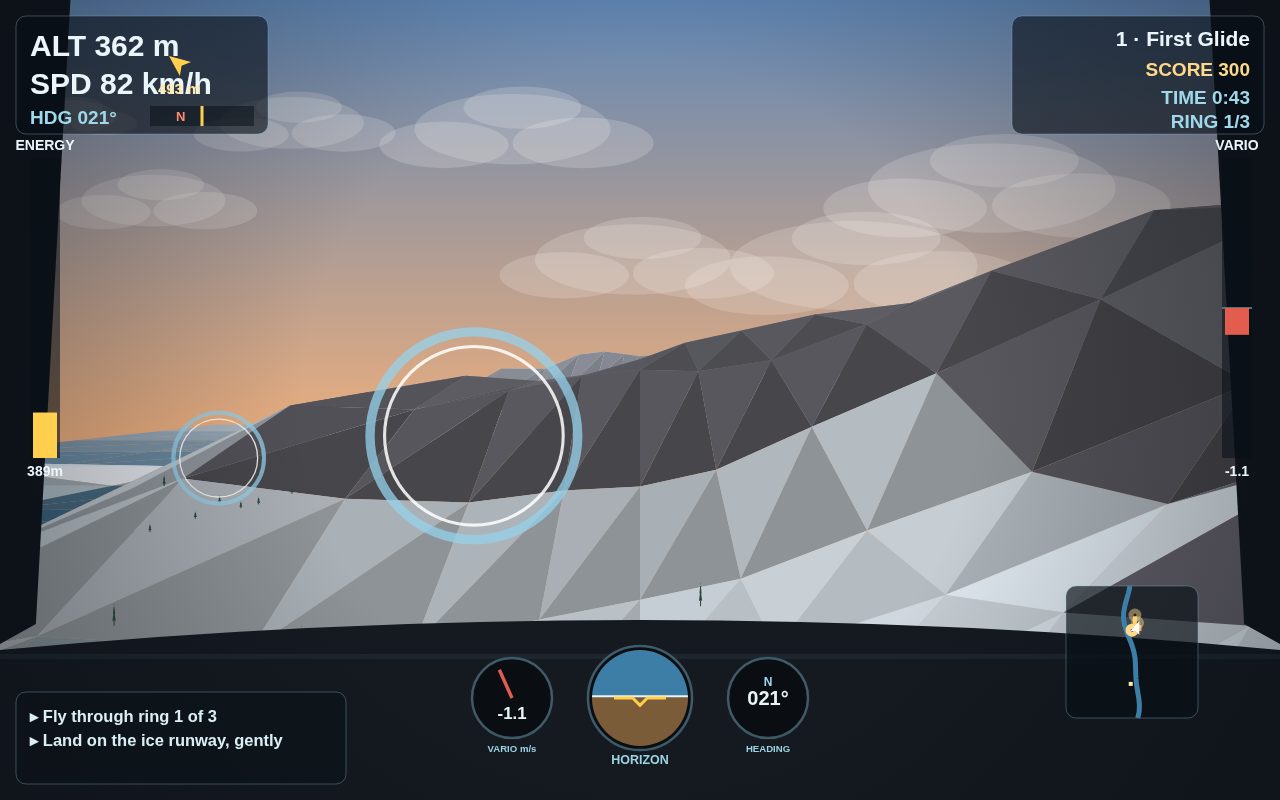 ALT 362 m
SPD 82 km/h
HDG 021°
N
ENERGY
389m
1 · First Glide
SCORE 300
TIME 0:43
RING 1/3
VARIO
-1.1
▸ Fly through ring 1 of 3
▸ Land on the ice runway, gently
-1.1
VARIO m/s
HORIZON
N
021°
HEADING